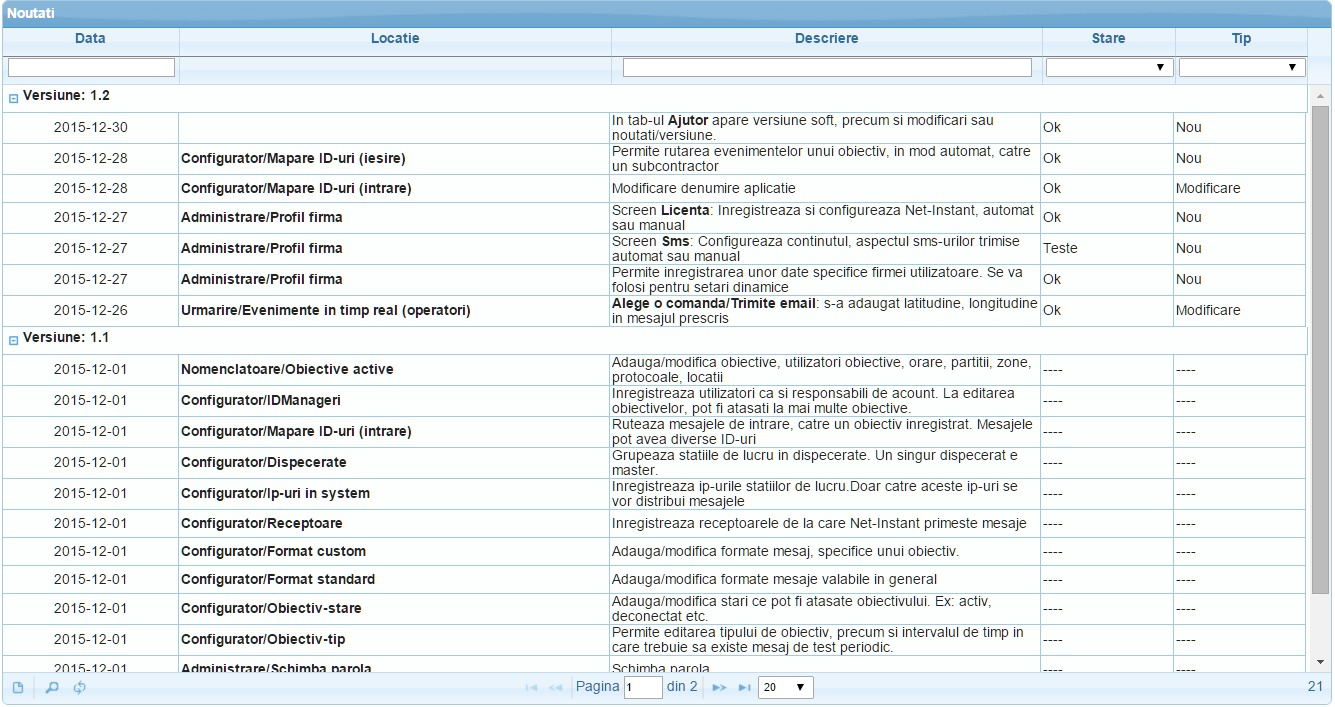 Noutati
Data Locatie Descriere Stare Tip
Versiune: 1.2
2015-12-30 In tab-ul Ajutor apare versiune soft, precum si modificari sau noutati/versiune. Ok Nou
2015-12-28 Configurator/Mapare ID-uri (iesire) Permite rutarea evenimentelor unui obiectiv, in mod automat, catre un subcontractor Ok Nou
2015-12-28 Configurator/Mapare ID-uri (intrare) Modificare denumire aplicatie Ok Modificare
2015-12-27 Administrare/Profil firma Screen Licenta: Inregistreaza si configureaza Net-Instant, automat sau manual Ok Nou
2015-12-27 Administrare/Profil firma Screen Sms: Configureaza continutul, aspectul sms-urilor trimise automat sau manual Teste Nou
2015-12-27 Administrare/Profil firma Permite inregistrarea unor date specifice firmei utilizatoare. Se va folosi pentru setari dinamice Ok Nou
2015-12-26 Urmarire/Evenimente in timp real (operatori) Alege o comanda/Trimite email: s-a adaugat latitudine, longitudine in mesajul prescris Ok Modificare
Versiune: 1.1
2015-12-01 Nomenclatoare/Obiective active Adauga/modifica obiective, utilizatori obiective, orare, partitii, zone, protocoale, locatii ---- ----
2015-12-01 Configurator/IDManageri Inregistreaza utilizatori ca si responsabili de acount. La editarea obiectivelor, pot fi atasati la mai multe obiective. ---- ----
2015-12-01 Configurator/Mapare ID-uri (intrare) Ruteaza mesajele de intrare, catre un obiectiv inregistrat. Mesajele pot avea diverse ID-uri ---- ----
2015-12-01 Configurator/Dispecerate Grupeaza statiile de lucru in dispecerate. Un singur dispecerat e master. ---- ----
2015-12-01 Configurator/Ip-uri in system Inregistreaza ip-urile statiilor de lucru.Doar catre aceste ip-uri se vor distribui mesajele ---- ----
2015-12-01 Configurator/Receptoare Inregistreaza receptoarele de la care Net-Instant primeste mesaje ---- ----
2015-12-01 Configurator/Format custom Adauga/modifica formate mesaj, specifice unui obiectiv. ---- ----
2015-12-01 Configurator/Format standard Adauga/modifica formate mesaje valabile in general ---- ----
2015-12-01 Configurator/Obiectiv-stare Adauga/modifica stari ce pot fi atasate obiectivului. Ex: activ, deconectat etc. ---- ----
2015-12-01 Configurator/Obiectiv-tip Permite editarea tipului de obiectiv, precum si intervalul de timp in care trebuie sa existe mesaj de test periodic. ---- ----
2015-12-01 Administrare/Schimba parola Schimba parola ---- ----
Pagina 1 din 2 20 21